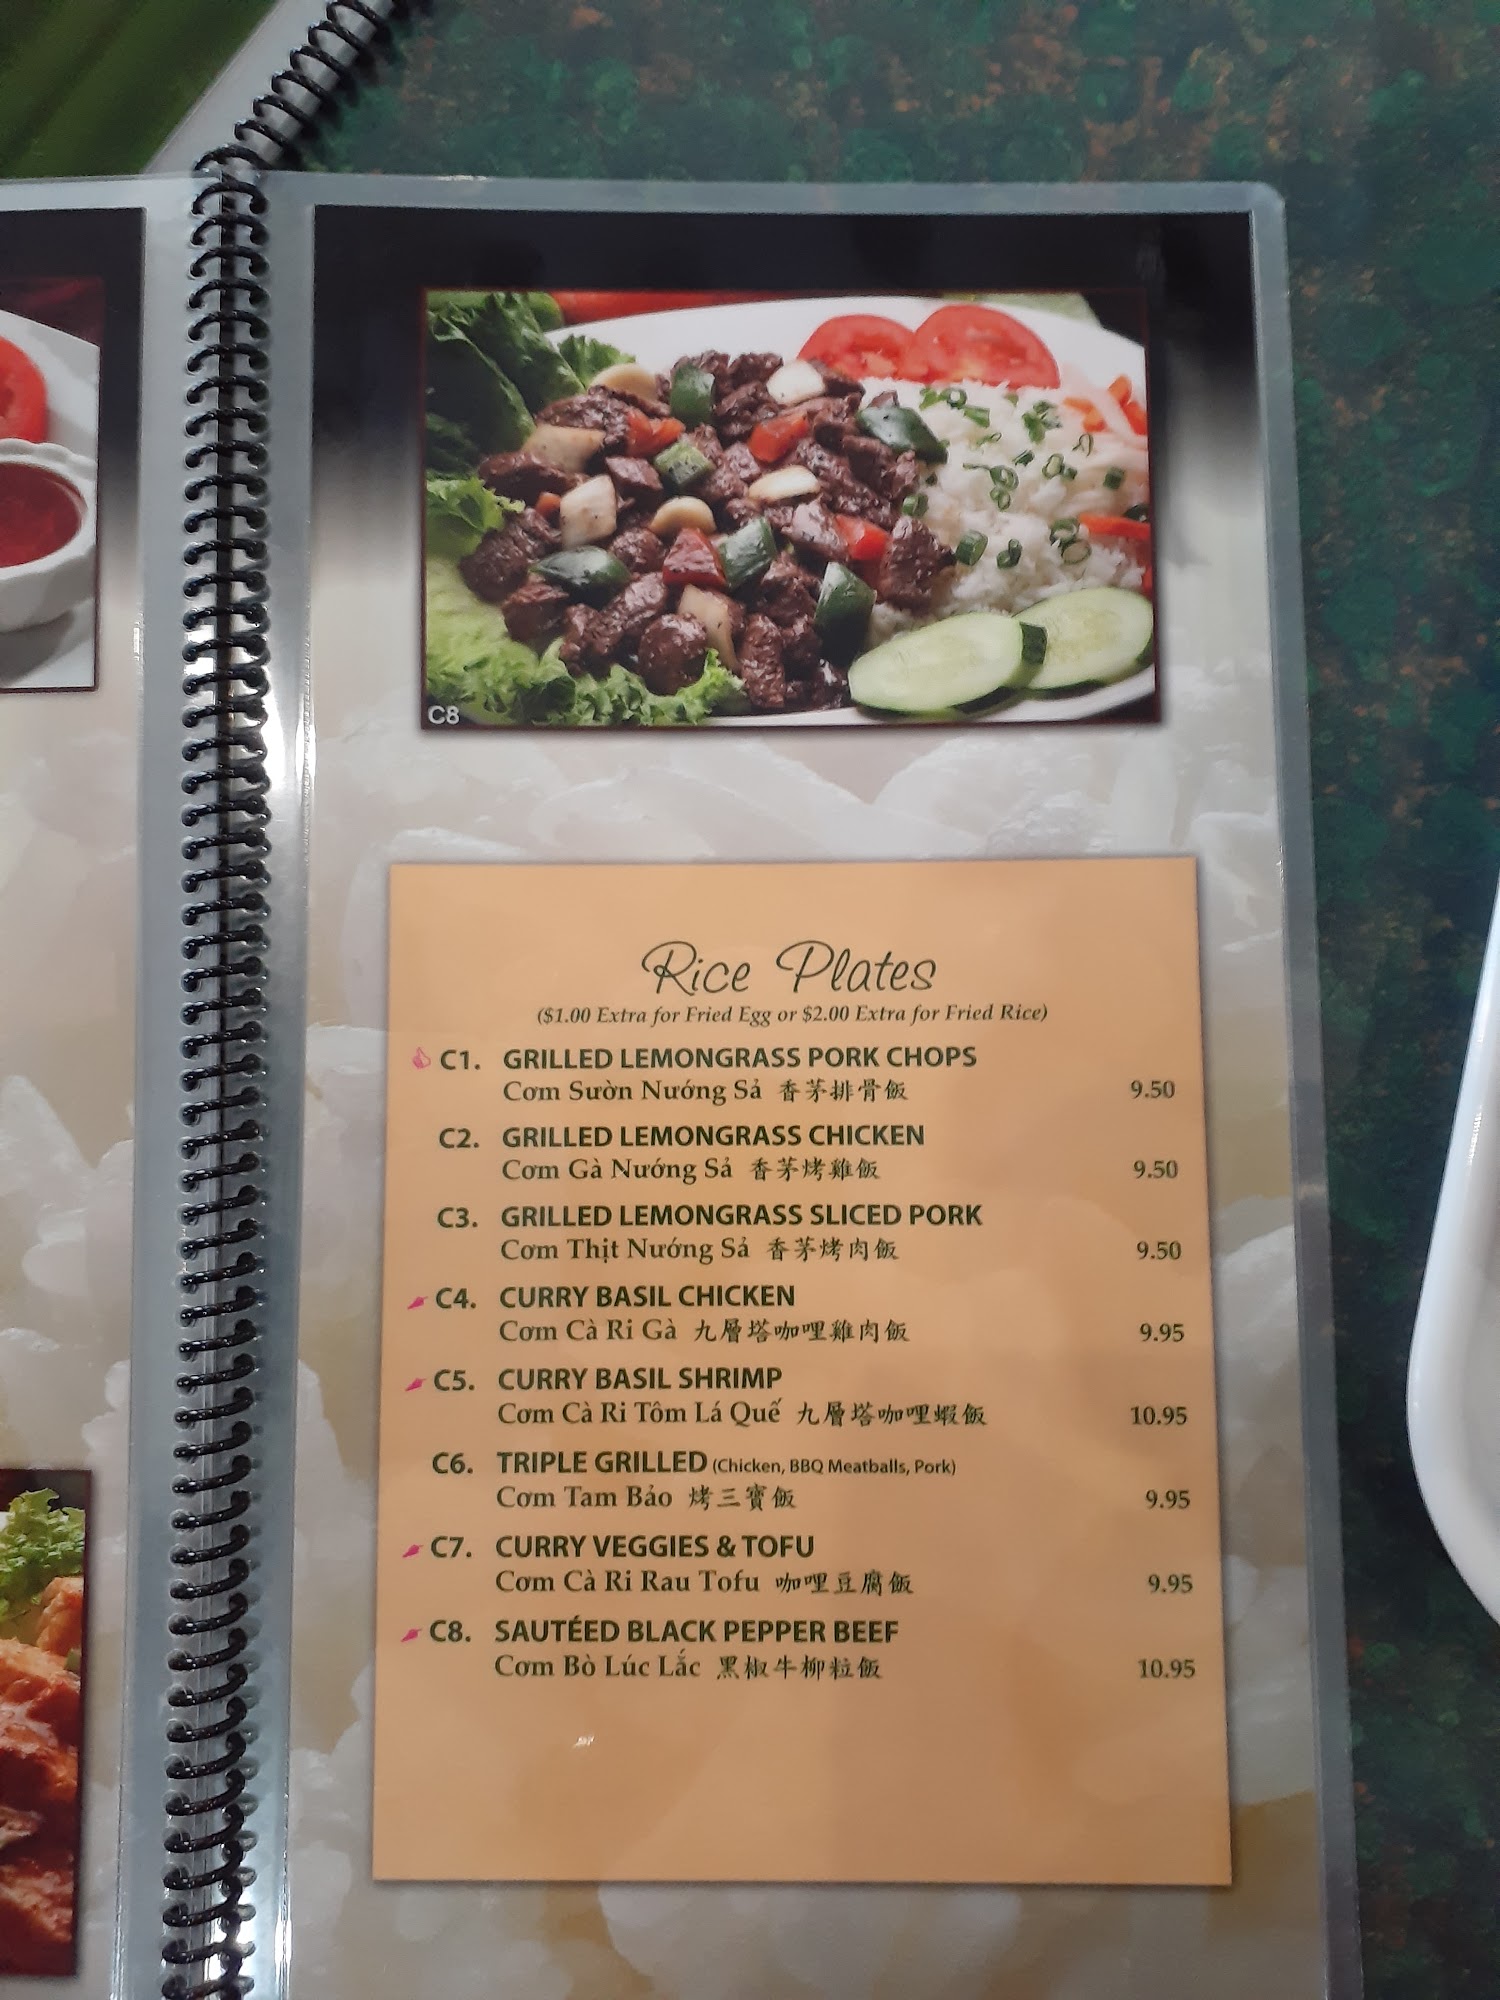 C8
Rice Plates
($1.00 Extra for Fried Egg or $2.00 Extra for Fried Rice)
C1. GRILLED LEMONGRASS PORK CHOPS
Cơm Sườn Nướng Sả 香茅排骨飯 9.50
C2. GRILLED LEMONGRASS CHICKEN
Cơm Gà Nướng Sả 香茅烤雞飯 9.50
C3. GRILLED LEMONGRASS SLICED PORK
Cơm Thịt Nướng Sả 香茅烤肉飯 9.50
C4. CURRY BASIL CHICKEN
Cơm Cà Ri Gà 九層塔咖哩雞肉飯 9.95
C5. CURRY BASIL SHRIMP
Cơm Cà Ri Tôm Lá Quế 九層塔咖哩蝦飯 10.95
C6. TRIPLE GRILLED (Chicken, BBQ Meatballs, Pork)
Cơm Tam Bảo 烤三寶飯 9.95
C7. CURRY VEGGIES & TOFU
Cơm Cà Ri Rau Tofu 咖哩豆腐飯 9.95
C8. SAUTÉED BLACK PEPPER BEEF
Cơm Bò Lúc Lắc 黑椒牛柳粒飯 10.95